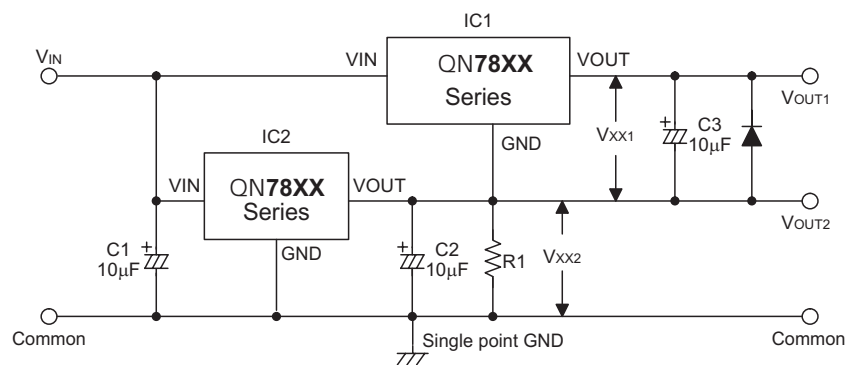 IC1
VIN
VIN
QN78XX
Series
VOUT
VOUT1
IC2
GND
VXX1
+
C3
10μF
VIN
QN78XX
Series
VOUT
VOUT2
+
C1
10μF
GND
+
C2
10μF
R1
VXX2
Common
Single point GND
Common